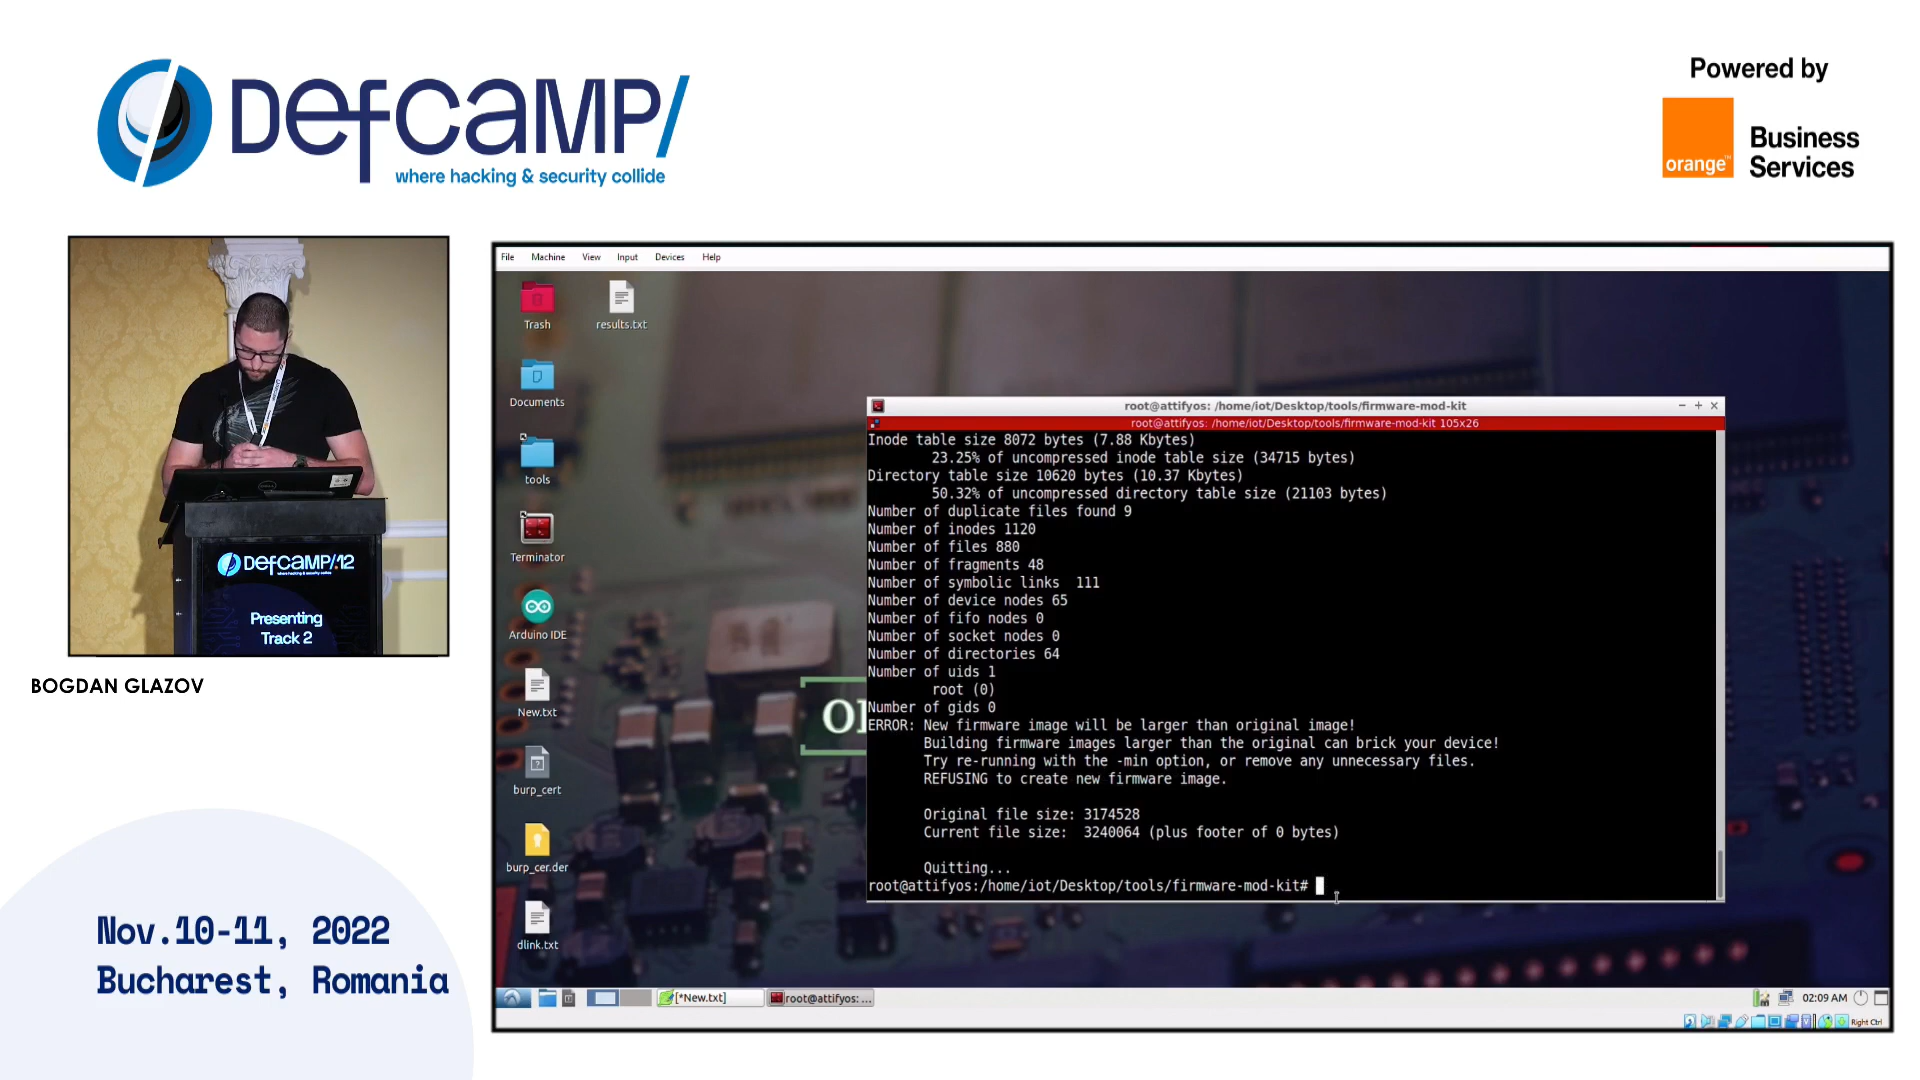 DefCAMP/
where hacking & security collide
Powered by
orange™
Business
Services
DefCAMP/12
where hacking & security collide
Presenting
Track 2
BOGDAN GLAZOV
Nov.10-11, 2022
Bucharest, Romania
File Machine View Input Devices Help
Trash
results.txt
Documents
tools
Terminator
Arduino IDE
New.txt
burp_cert
burp_cer.der
dlink.txt
root@attifyos: /home/iot/Desktop/tools/firmware-mod-kit
root@attifyos: /home/iot/Desktop/tools/firmware-mod-kit 105x26
Inode table size 8072 bytes (7.88 Kbytes)
23.25% of uncompressed inode table size (34715 bytes)
Directory table size 10620 bytes (10.37 Kbytes)
50.32% of uncompressed directory table size (21103 bytes)
Number of duplicate files found 9
Number of inodes 1120
Number of files 880
Number of fragments 48
Number of symbolic links  111
Number of device nodes 65
Number of fifo nodes 0
Number of socket nodes 0
Number of directories 64
Number of uids 1
root (0)
Number of gids 0
ERROR: New firmware image will be larger than original image!
Building firmware images larger than the original can brick your device!
Try re-running with the -min option, or remove any unnecessary files.
REFUSING to create new firmware image.
Original file size: 3174528
Current file size:  3240064 (plus footer of 0 bytes)
Quitting...
root@attifyos:/home/iot/Desktop/tools/firmware-mod-kit#
[*New.txt]
root@attifyos: ...
02:09 AM
Right Ctrl